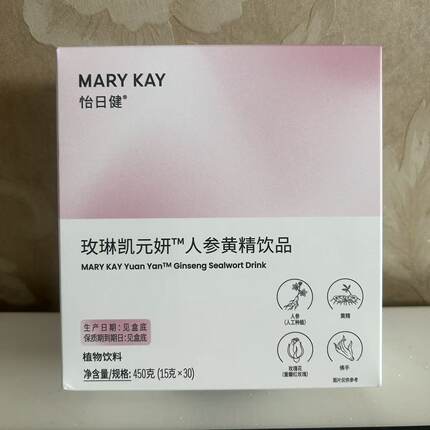 MARY KAY
怡日健®
玫琳凯元妍™人参黄精饮品
MARY KAY Yuan Yan™ Ginseng Sealwort Drink
人参
(人工种植)
黄精
玫瑰花
(重瓣红玫瑰)
佛手
图片仅供参考
生产日期:见盒底
保质期到期日:见盒底
植物饮料
净含量/规格: 450克 (15克×30)